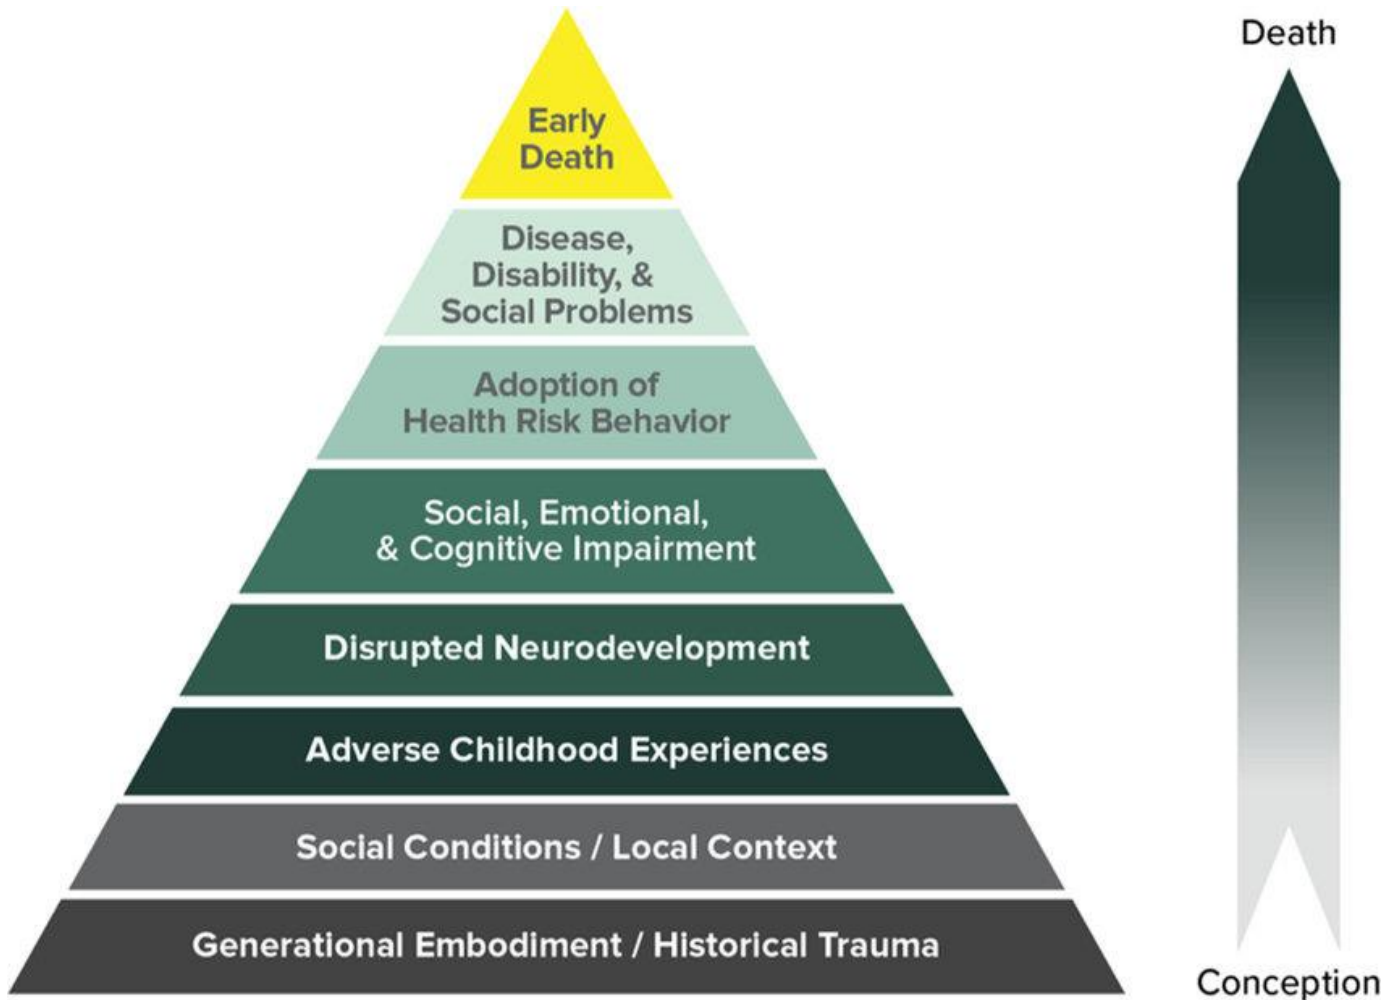 Death
Early
Death
Disease,
Disability, &
Social Problems
Adoption of
Health Risk Behavior
Social, Emotional,
& Cognitive Impairment
Disrupted Neurodevelopment
Adverse Childhood Experiences
Social Conditions / Local Context
Generational Embodiment / Historical Trauma
Conception